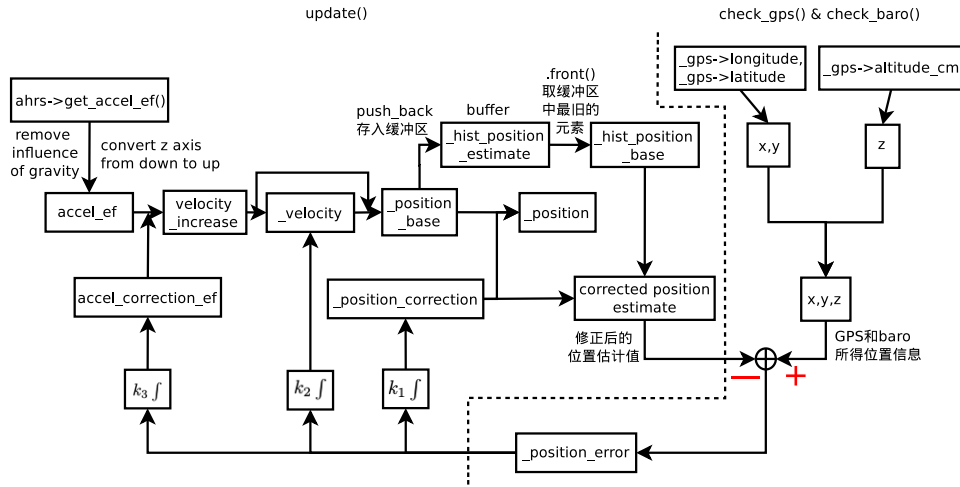 update()
check_gps() & check_baro()
_gps->longitude,
_gps->latitude
_gps->altitude_cm
ahrs->get_accel_ef()
remove
influence
of gravity
convert z axis
from down to up
push_back
存入缓冲区
buffer
.front()
取缓冲区
中最旧的
元素
_hist_position
_estimate
_hist_position
_base
x,y
z
accel_ef
velocity
_increase
_velocity
_position
_base
_position
accel_correction_ef
_position_correction
corrected position
estimate
x,y,z
修正后的
位置估计值
GPS和baro
所得位置信息
k₃ ∫
k₂ ∫
k₁ ∫
_position_error